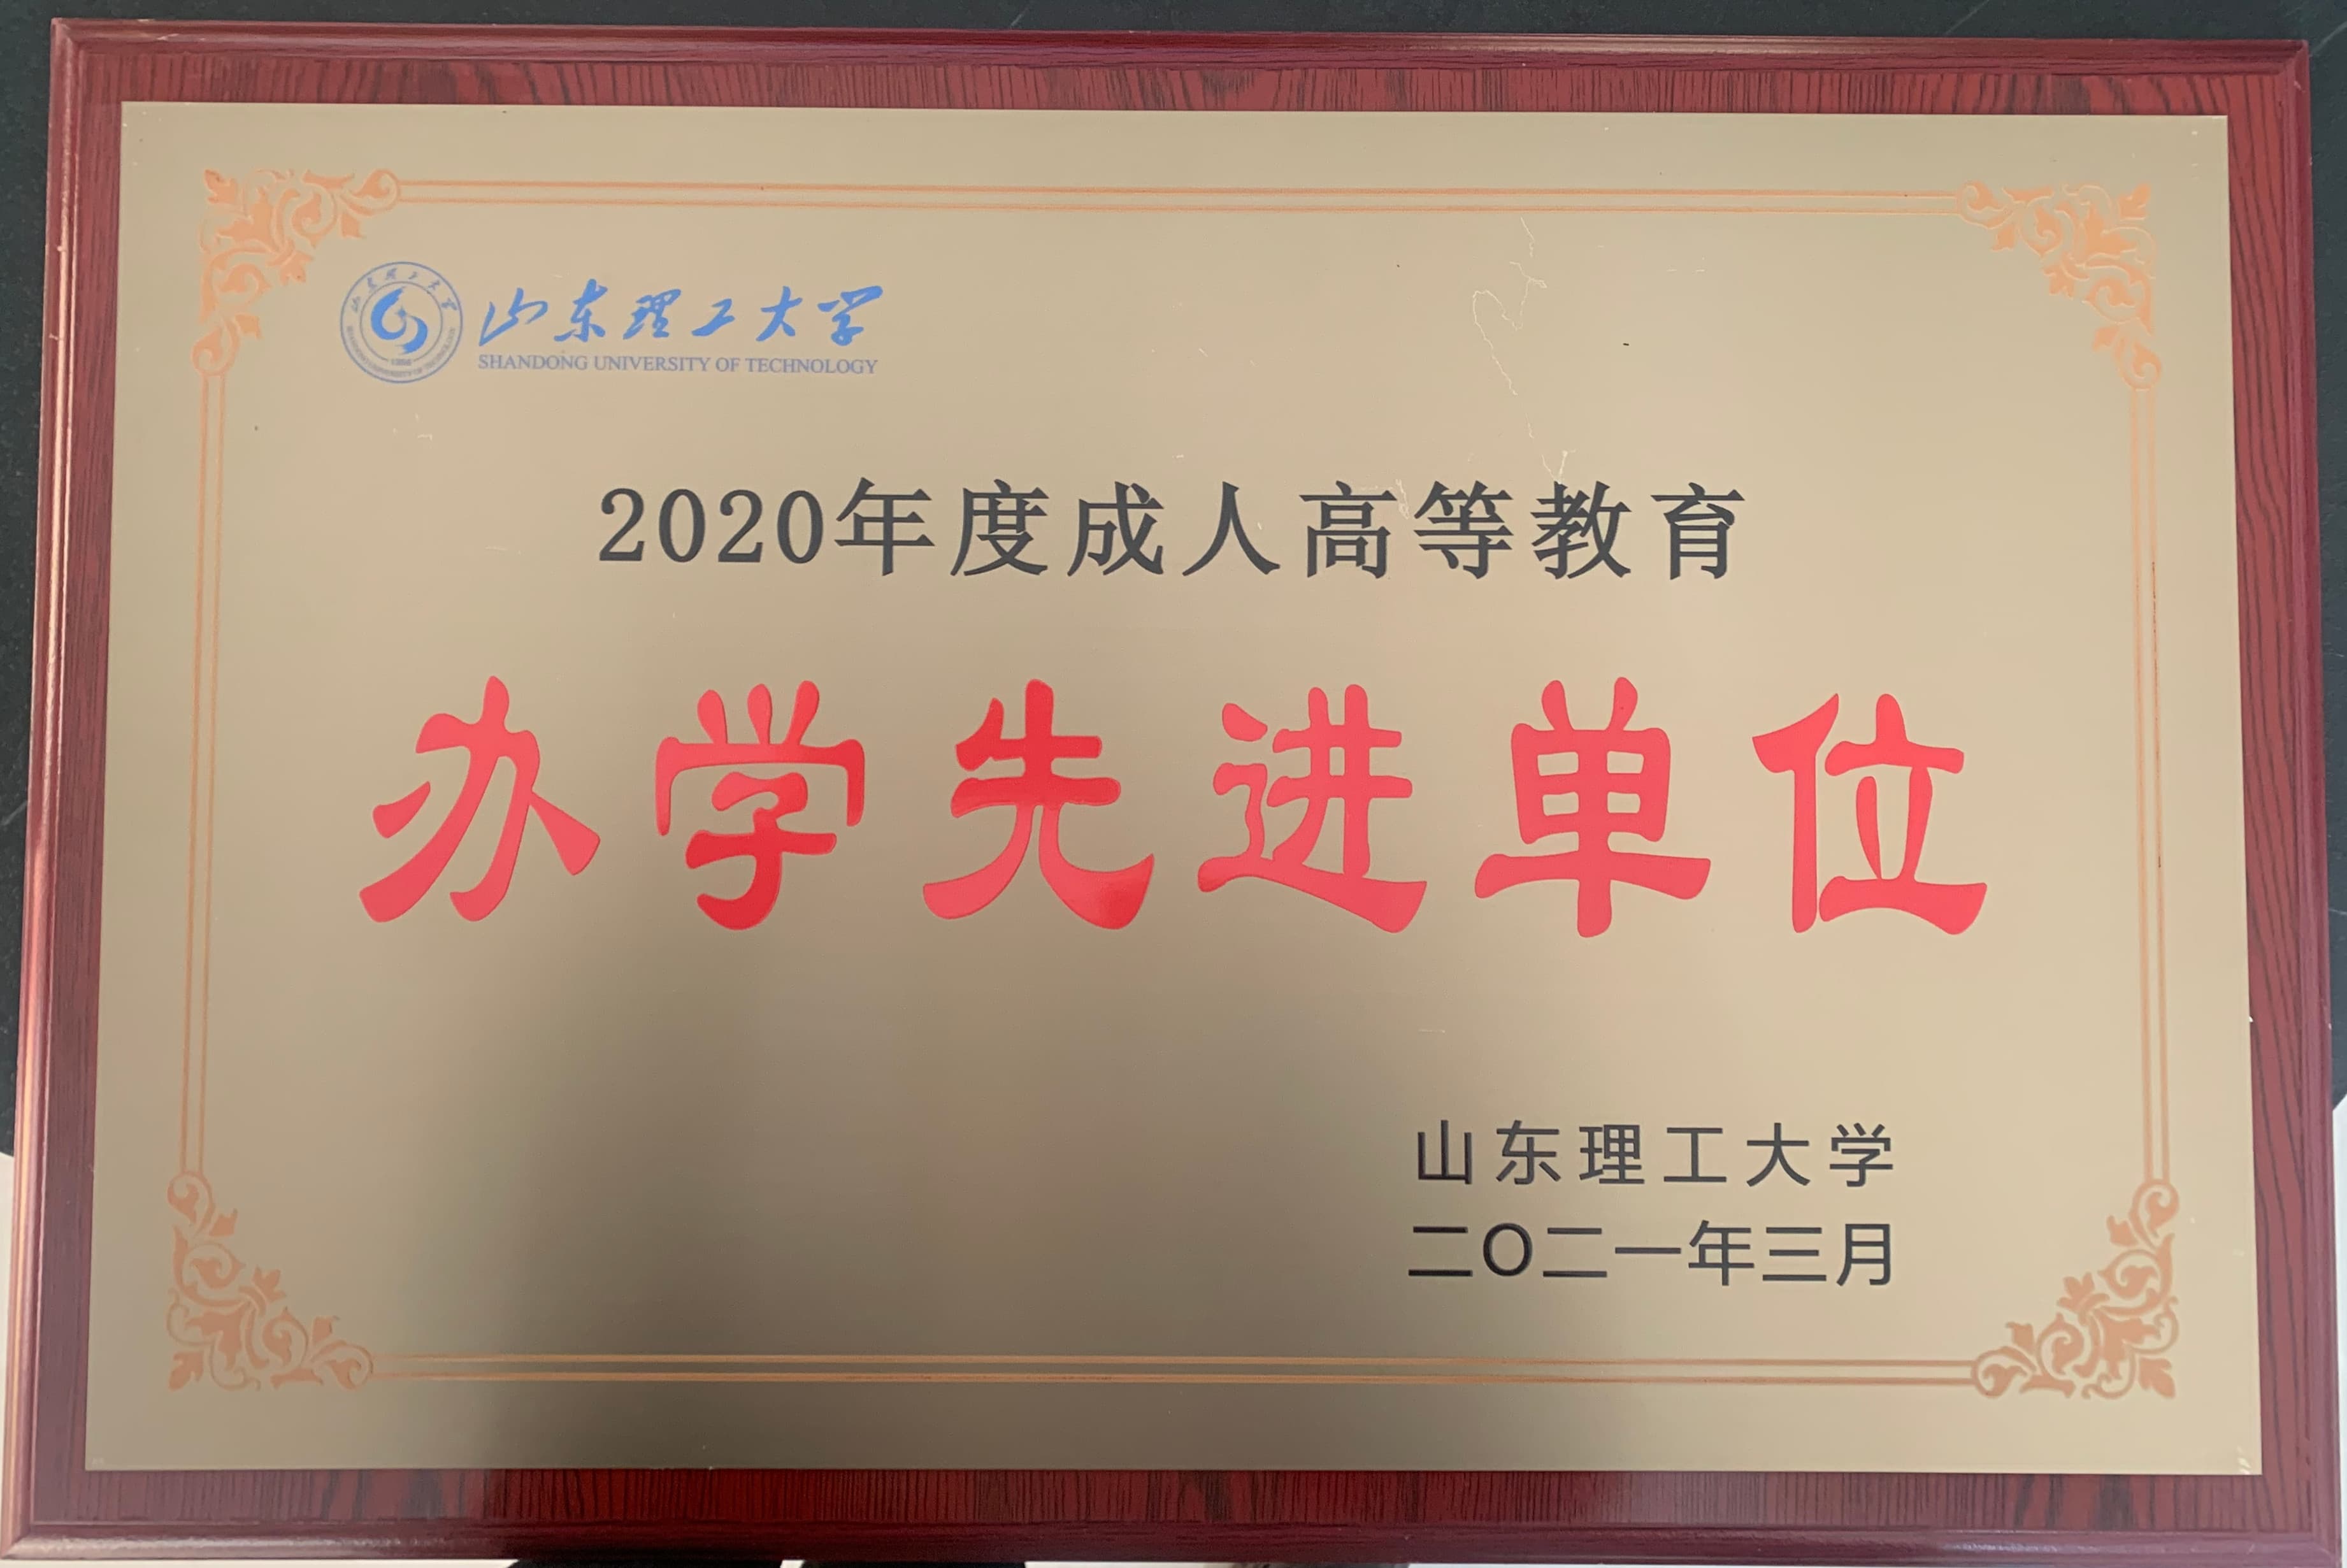 山东理工大学
SHANDONG UNIVERSITY OF TECHNOLOGY
2020年度成人高等教育
办学先进单位
山东理工大学
二〇二一年三月